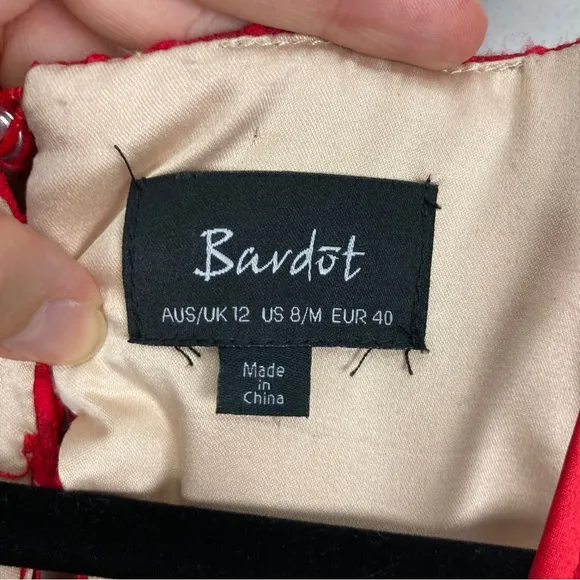 Bardōt
AUS/UK 12 US 8/M EUR 40
Made
in
China